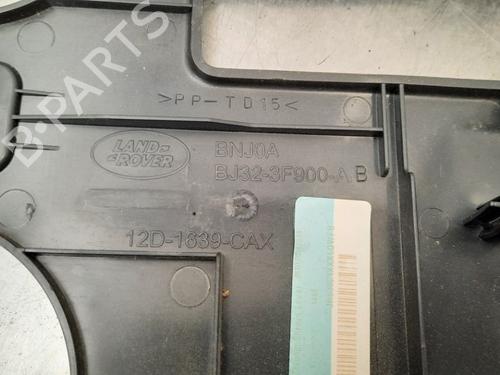 B-PARTS
>PP-TD15<
LAND-
-ROVER
BNJ0A
BJ32-3F900-AB
12D-1639-CAX